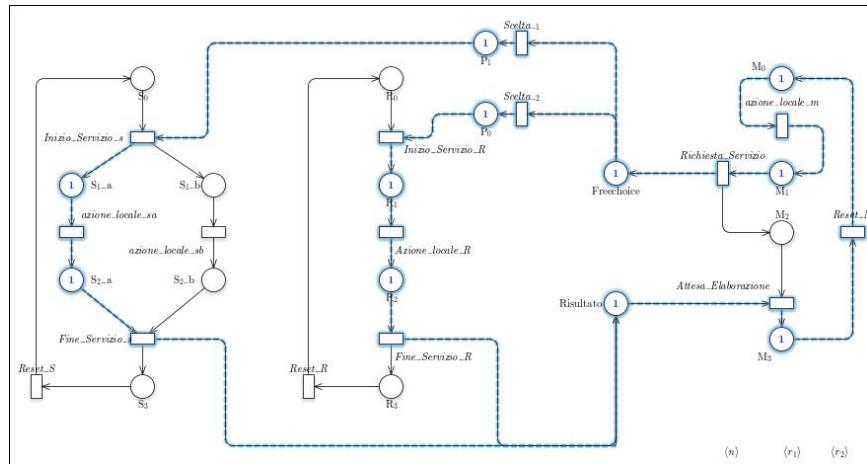 Scelta_1
1
P₁
S₀
R₀
M₀
1
azione_locale_m
Scelta_2
1
P₀
Inizio_Servizio_s
Inizio_Servizio_R
Richiesta_Servizio
1
S₁_a
S₁_b
1
R₁
1
Freechoice
1
M₁
azione_locale_sa
azione_locale_sb
Azione_locale_R
M₂
1
S₂_a
S₂_b
1
R₂
Attesa_Elaborazione
Risultato
1
Fine_Servizio_R
1
M₃
Reset_S
S₃
Reset_R
R₃
⟨n⟩
⟨r₁⟩
⟨r₂⟩